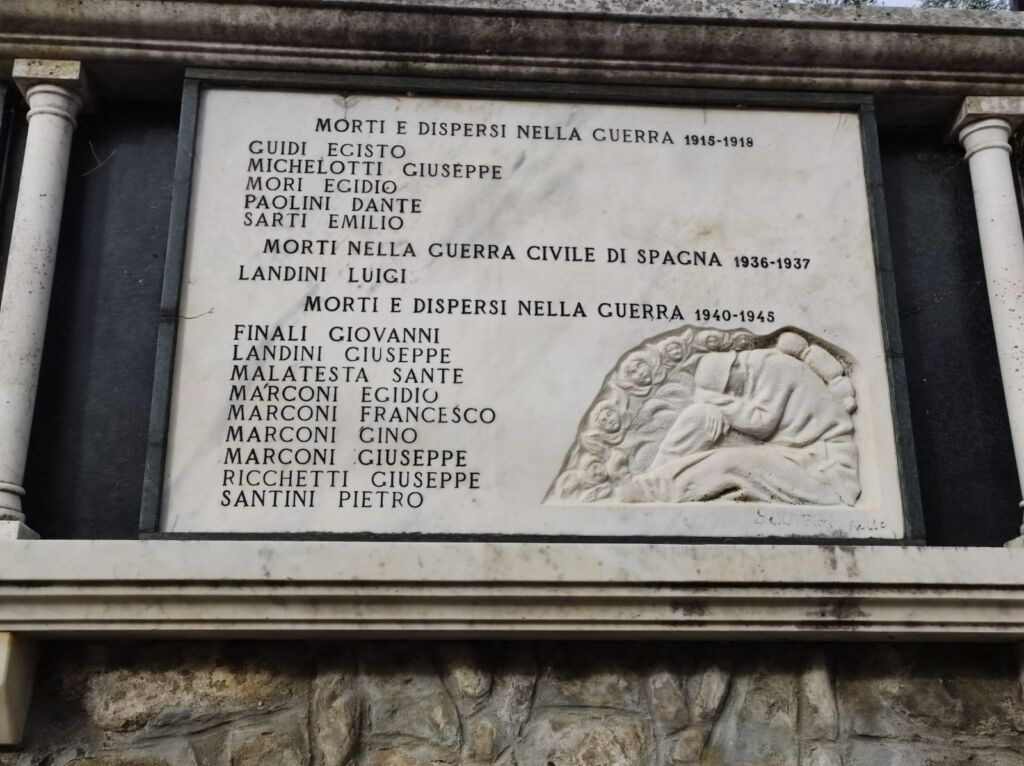 MORTI E DISPERSI NELLA GUERRA 1915-1918
GUIDI EGISTO
MICHELOTTI GIUSEPPE
MORI EGIDIO
PAOLINI DANTE
SARTI EMILIO
MORTI NELLA GUERRA CIVILE DI SPAGNA 1936-1937
LANDINI LUIGI
MORTI E DISPERSI NELLA GUERRA 1940-1945
FINALI GIOVANNI
LANDINI GIUSEPPE
MALATESTA SANTE
MARCONI EGIDIO
MARCONI FRANCESCO
MARCONI GINO
MARCONI GIUSEPPE
RICCHETTI GIUSEPPE
SANTINI PIETRO